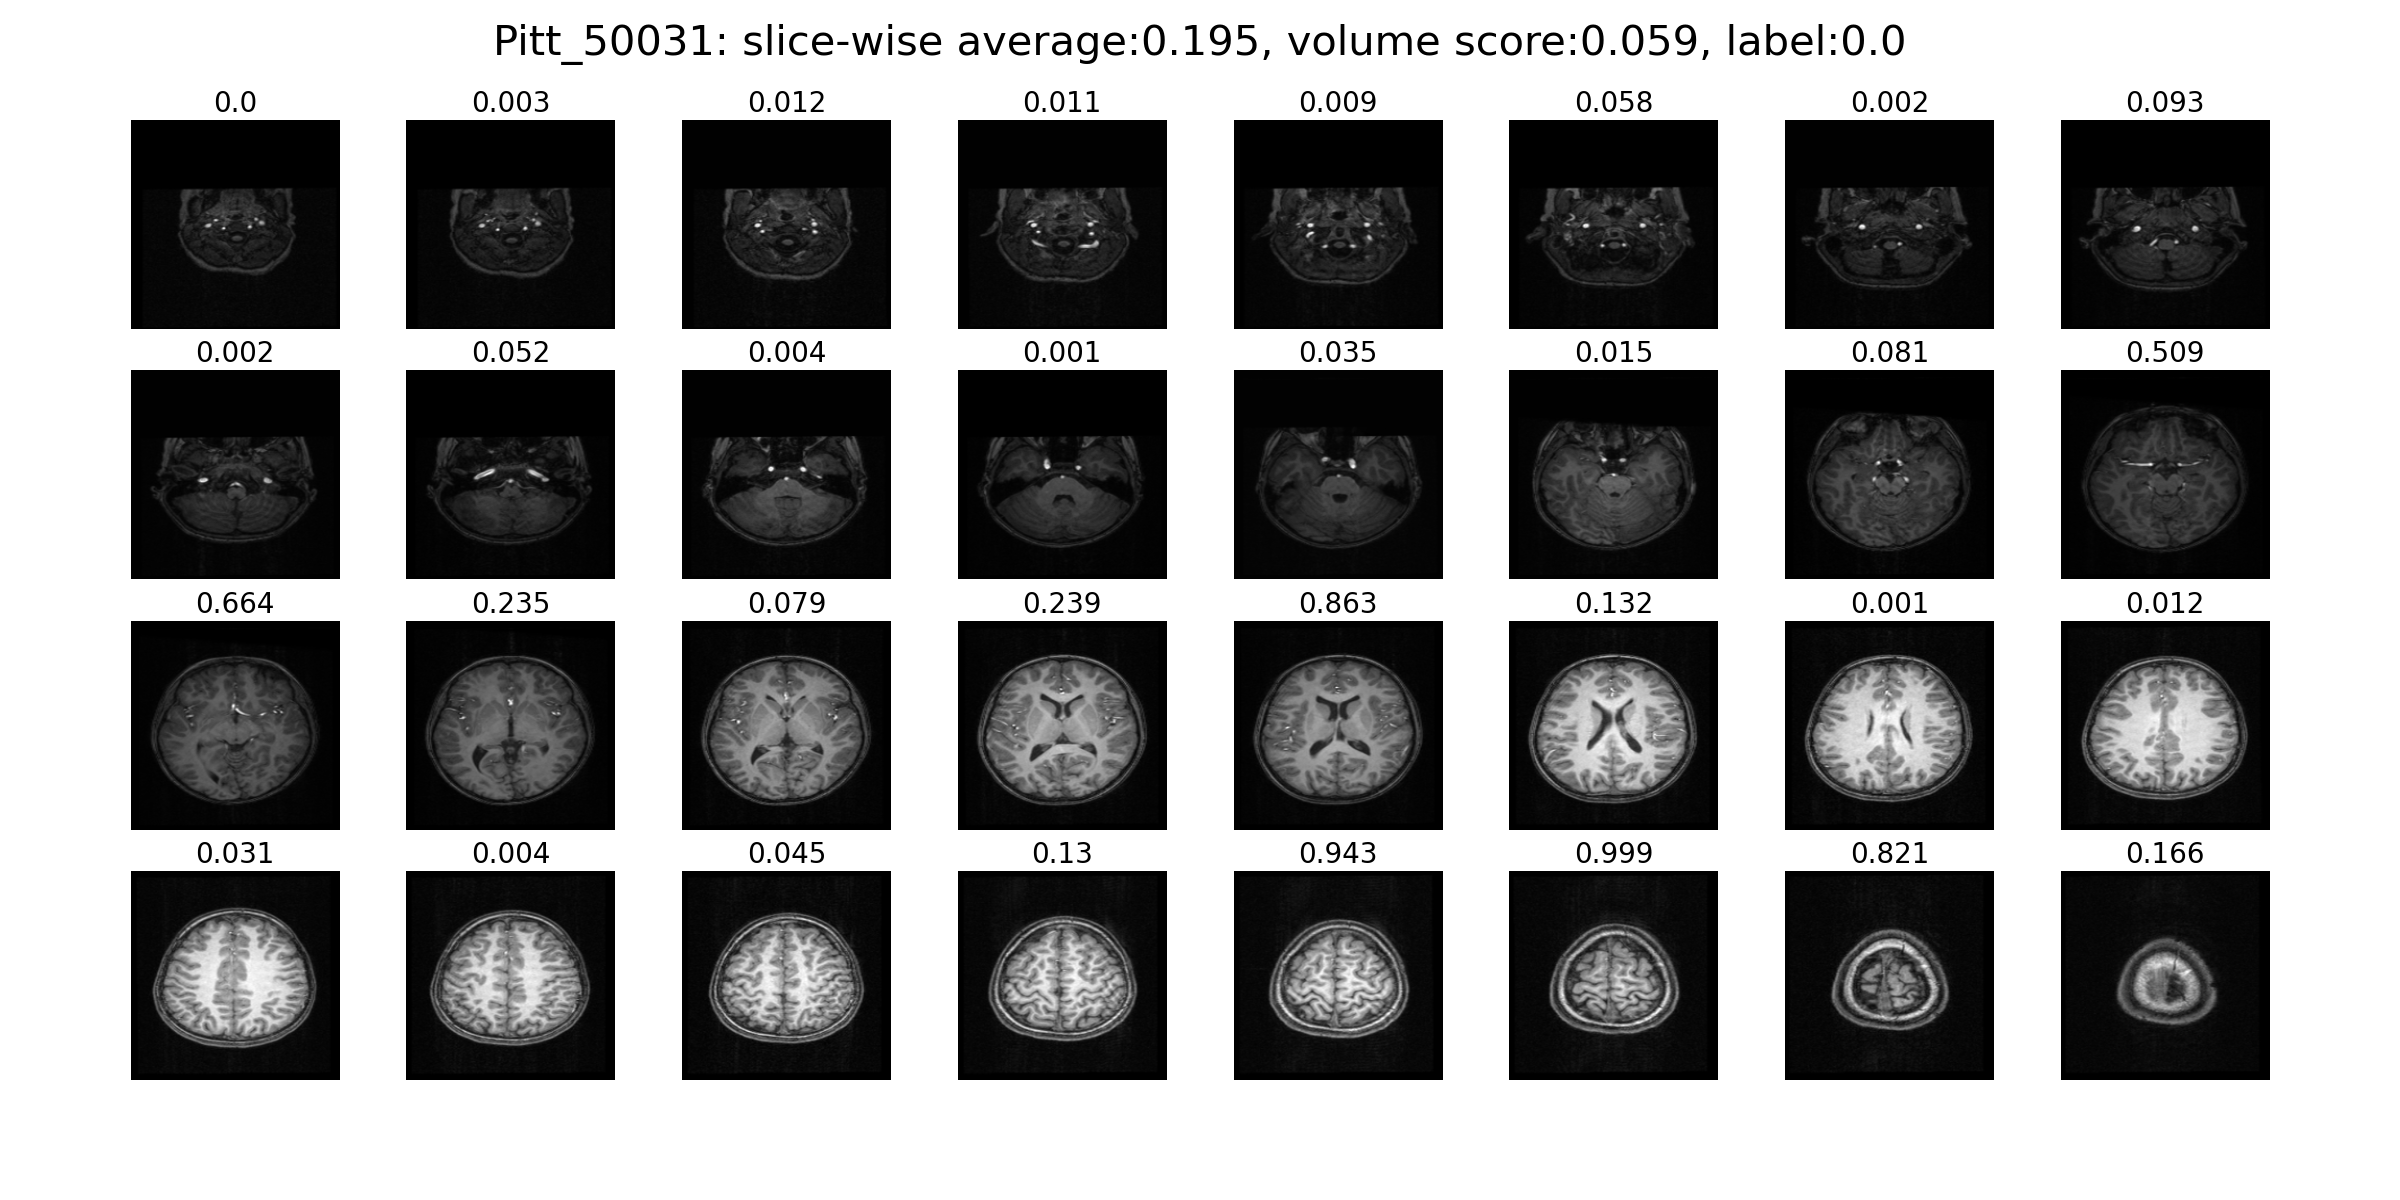 Pitt_50031: slice-wise average:0.195, volume score:0.059, label:0.0
0.0 0.003 0.012 0.011 0.009 0.058 0.002 0.093
0.002 0.052 0.004 0.001 0.035 0.015 0.081 0.509
0.664 0.235 0.079 0.239 0.863 0.132 0.001 0.012
0.031 0.004 0.045 0.13 0.943 0.999 0.821 0.166